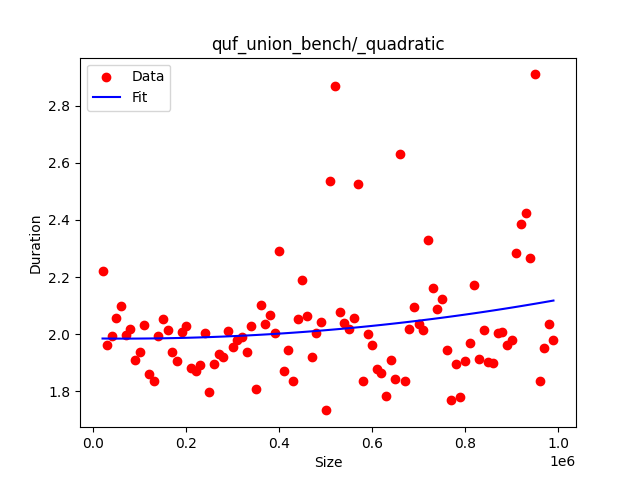 quf_union_bench/_quadratic
Data
Fit
Duration
2.8
2.6
2.4
2.2
2.0
1.8
0.0 0.2 0.4 0.6 0.8 1.0
Size
1e6